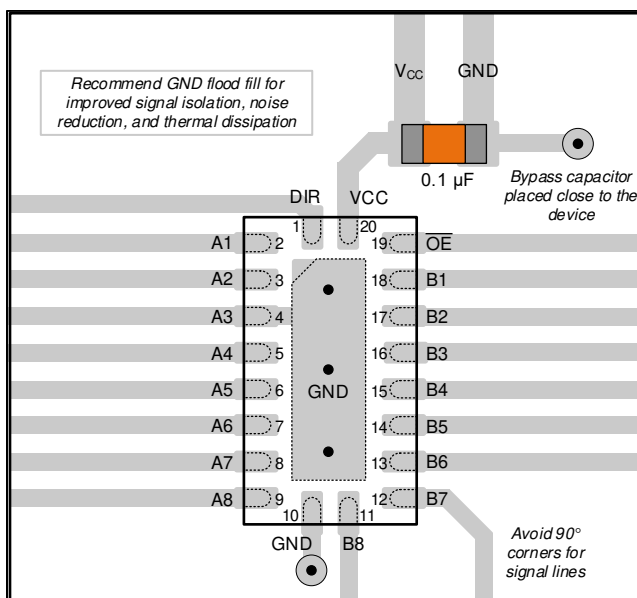 V_CC GND
Recommend GND flood fill for
improved signal isolation, noise
reduction, and thermal dissipation
0.1 µF
Bypass capacitor
placed close to the
device
DIR VCC
1 20
A1 2 19 O̅E̅
A2 3 18 B1
A3 4 17 B2
A4 5 16 B3
A5 6 GND 15 B4
A6 7 14 B5
A7 8 13 B6
A8 9 12 B7
10 11
GND B8
Avoid 90°
corners for
signal lines